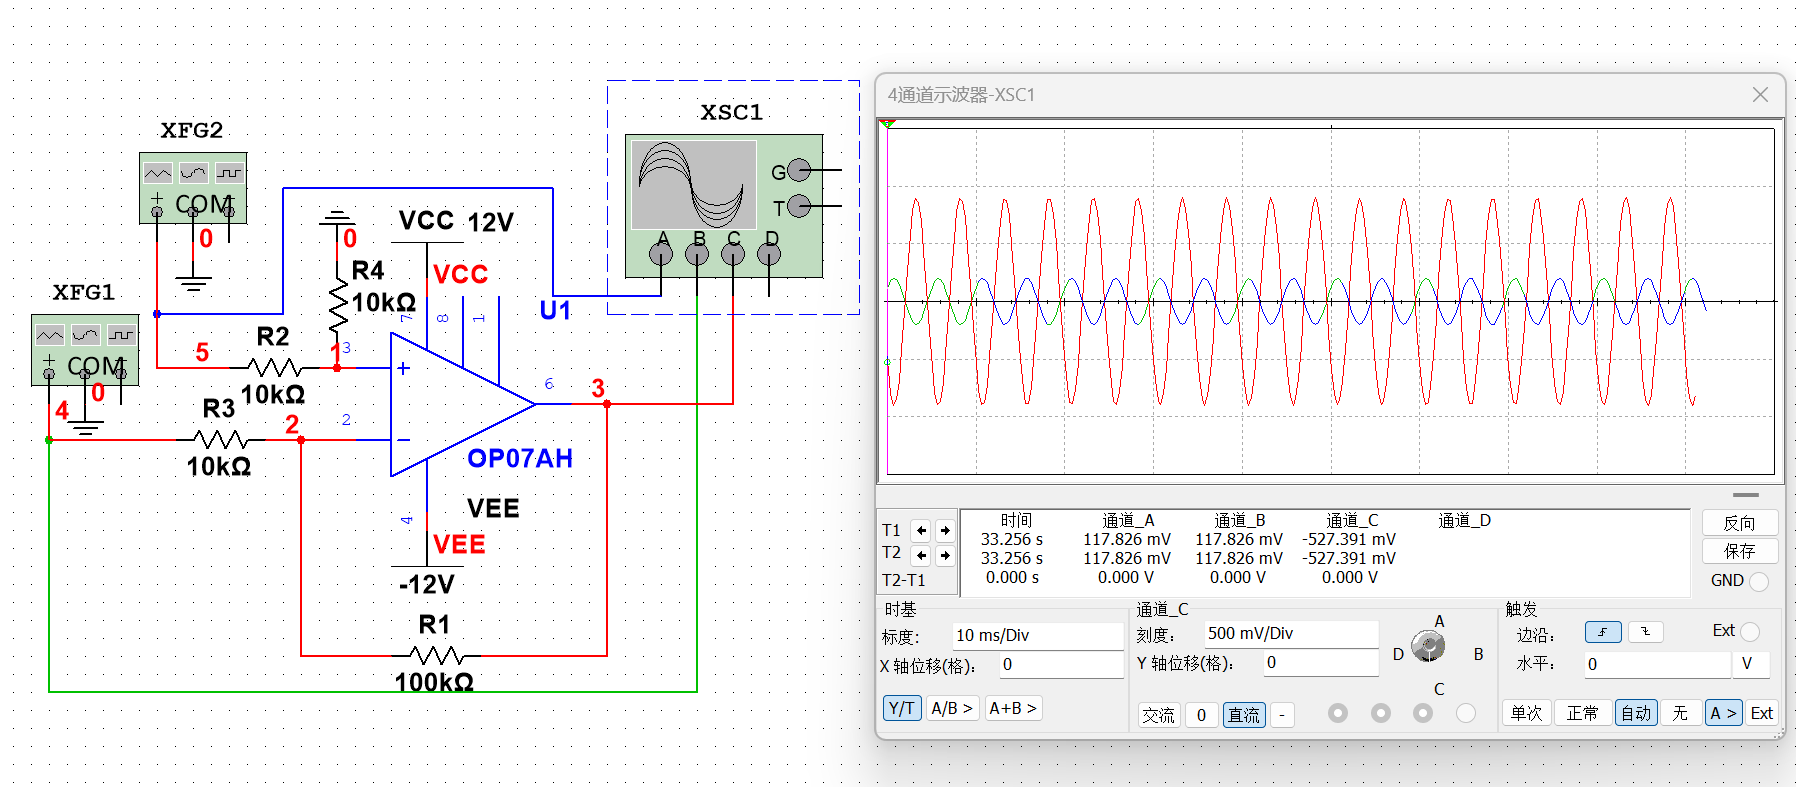 XFG2
+ COM -
0
XFG1
+ COM -
0
4
5
R2
10kΩ
R3
10kΩ
0
R4
10kΩ
VCC 12V
VCC
7
8
1
U1
1
3
2
2
+
−
6
3
OP07AH
4
VEE
VEE
-12V
R1
100kΩ
XSC1
G
T
A B C D
4通道示波器-XSC1
时间 通道_A 通道_B 通道_C 通道_D
T1 33.256 s 117.826 mV 117.826 mV -527.391 mV
T2 33.256 s 117.826 mV 117.826 mV -527.391 mV
T2-T1 0.000 s 0.000 V 0.000 V 0.000 V
反向
保存
GND
时基
标度: 10 ms/Div
X 轴位移(格): 0
Y/T A/B > A+B >
通道_C
刻度: 500 mV/Div
Y 轴位移(格): 0
交流 0 直流 -
A
D B
C
触发
边沿: Ext
水平: 0 V
单次 正常 自动 无 A > Ext